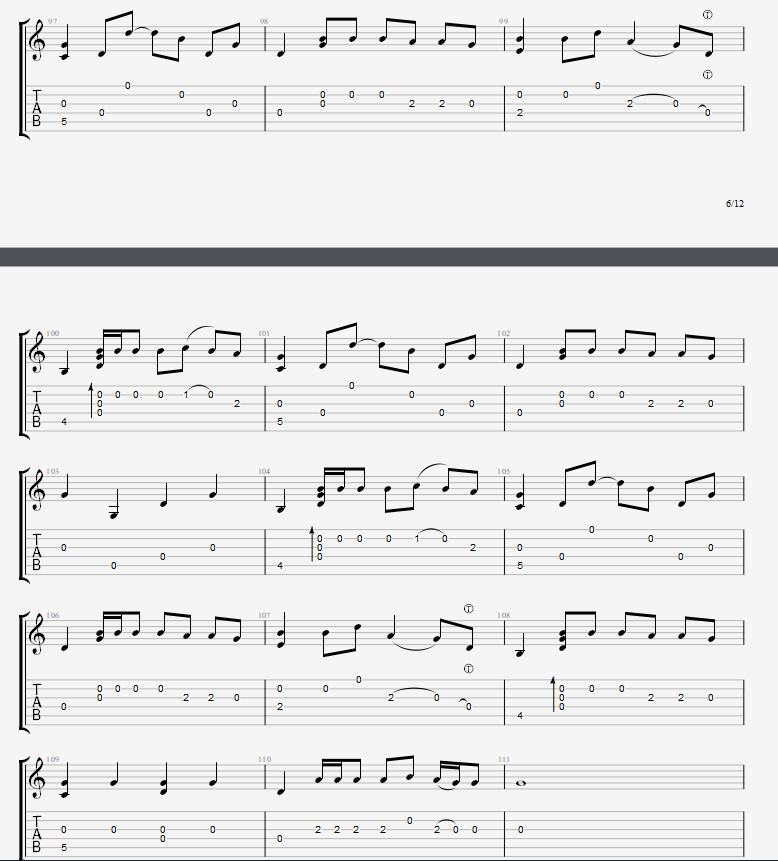 97 98 99 Ⓣ
Ⓣ
0 0
T 0 0 0 0 0 0
A 0 0 0 2 2 0 2 0
0 0 0 2 0
B 5
6/12
100 101 102
0
T 0 0 0 0 1 0 0 0 0 0
A 0 2 0 0 0 2 2 0
0 0 0 0
B 4 5
103 104 105
0
T 0 0 0 0 1 0 0
A 0 0 0 2 0 0
0 0 0 0
B 0 4 5
106 107 Ⓣ 108
Ⓣ
0
T 0 0 0 0 0 0 0 0 0
A 0 2 2 0 2 0 0 2 2 0
0 2 0 0
B 4
109 110 111
T 0
A 0 0 0 0 2 2 2 2 2 0 0 0
0 0
B 5